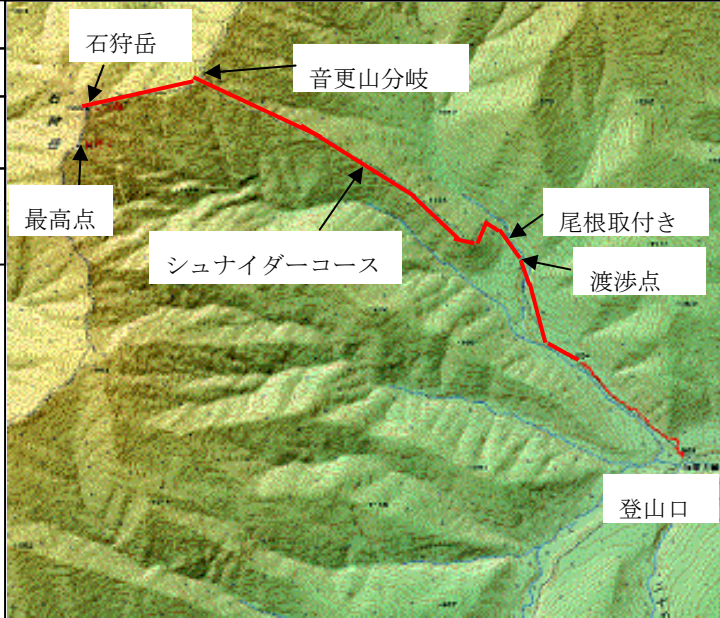 石狩岳
音更山分岐
最高点
シュナイダーコース
尾根取付き
渡渉点
登山口